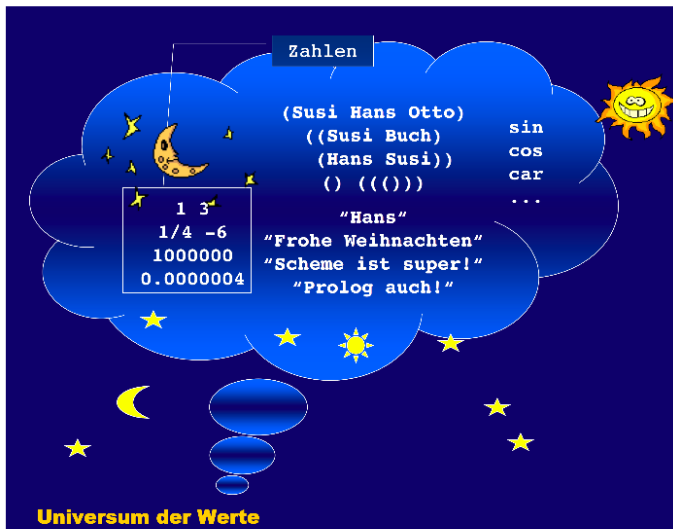 Zahlen
(Susi Hans Otto)
((Susi Buch)
(Hans Susi))
() ((()))
sin
cos
car
...
1 3
1/4 -6
1000000
0.0000004
“Hans“
“Frohe Weihnachten“
“Scheme ist super!“
“Prolog auch!“
Universum der Werte